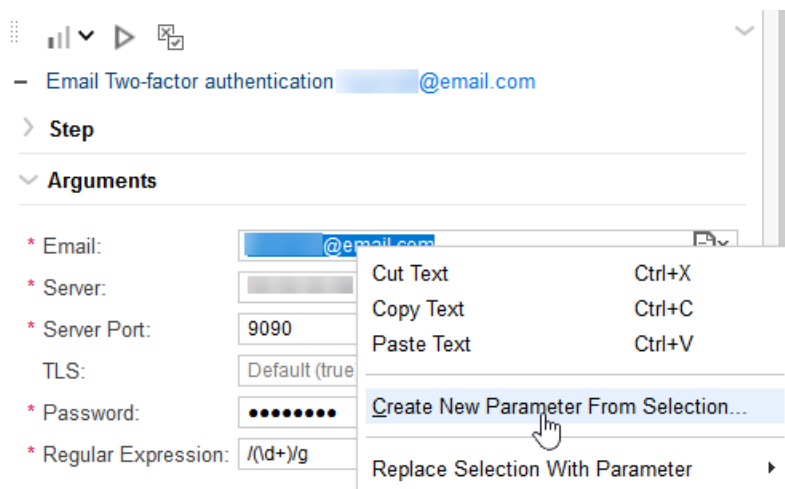 Email Two-factor authentication @email.com
Step
Arguments
* Email: @email.com
* Server:
* Server Port: 9090
TLS: Default (true
* Password: ●●●●●●●●
* Regular Expression: /(\d+)/g
Cut Text Ctrl+X
Copy Text Ctrl+C
Paste Text Ctrl+V
Create New Parameter From Selection...
Replace Selection With Parameter